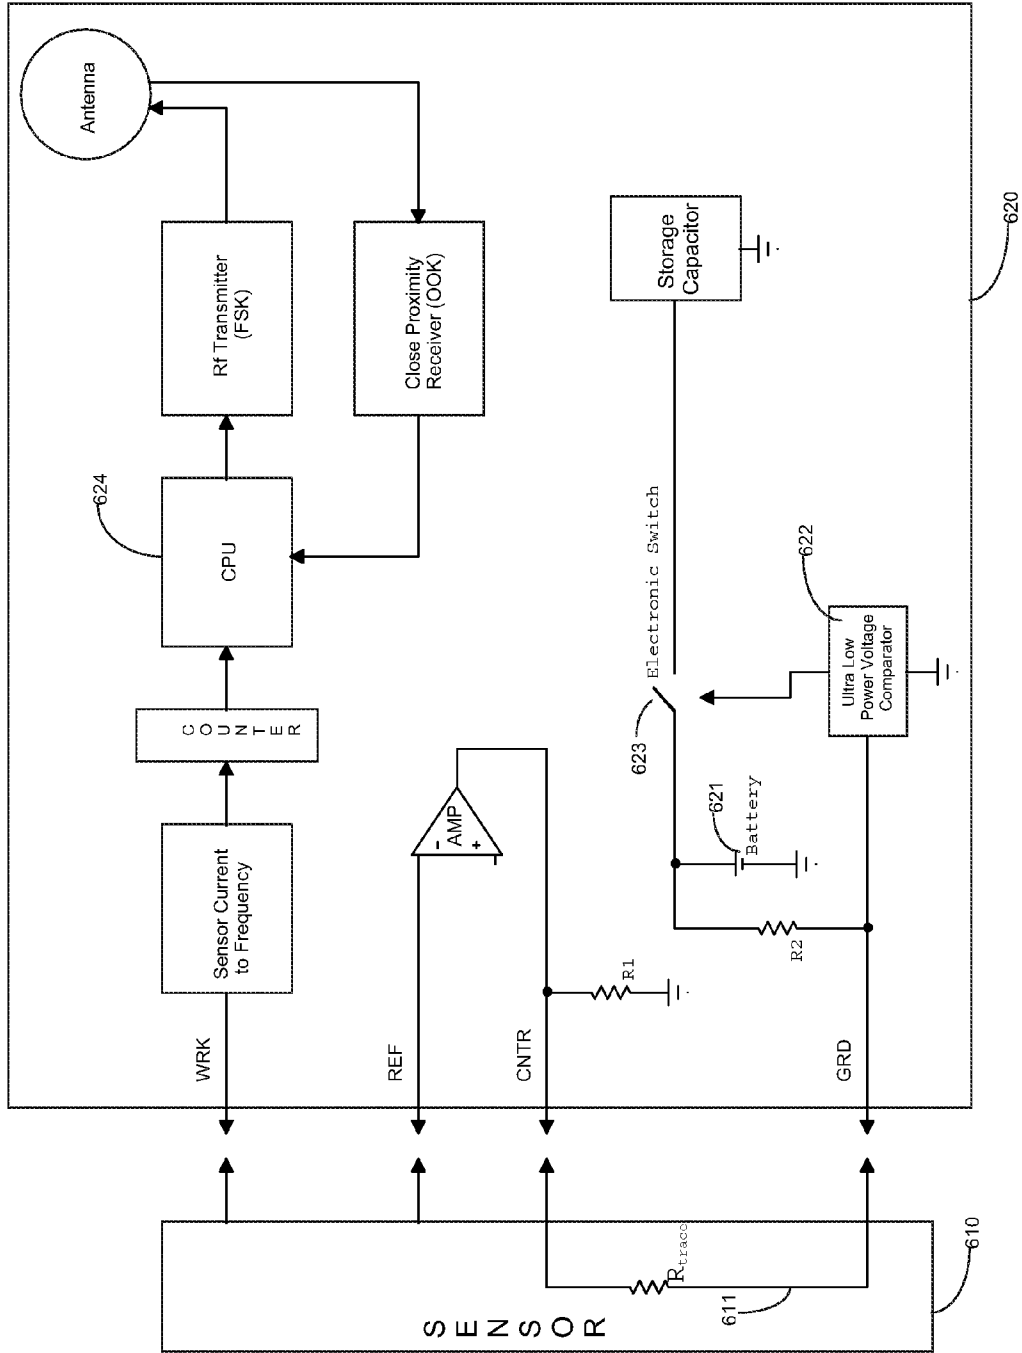 Antenna
620
Rf Transmitter
(FSK)
Close Proximity
Receiver (OOK)
Storage
Capacitor
624
CPU
Electronic Switch
622
Ultra Low
Power Voltage
Comparator
COUNTER
623
621
Battery
AMP
-
+
Sensor Current
to Frequency
R2
R1
WRK
REF
CNTR
GRD
SENSOR
Rtrace
611
610